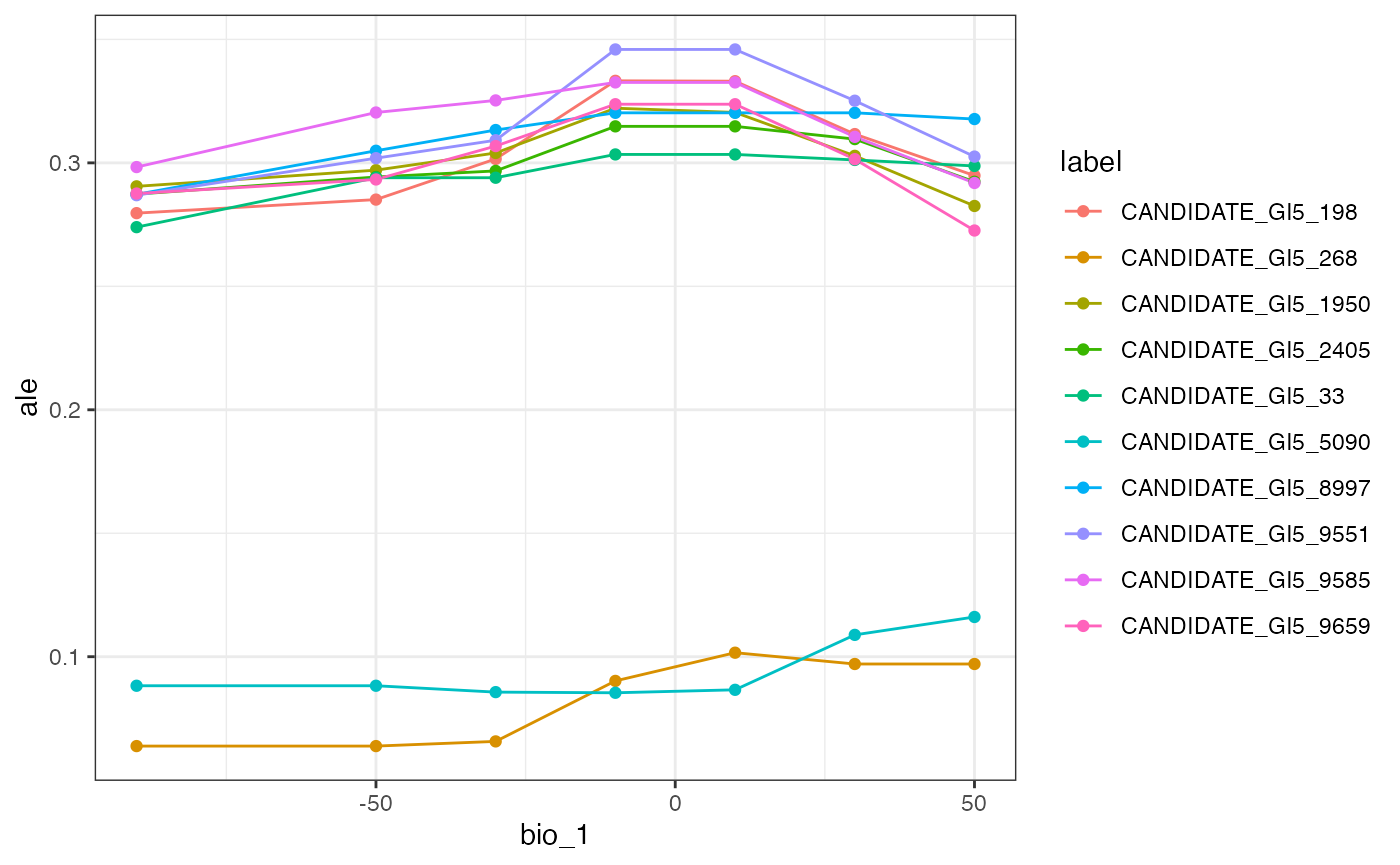 0.3
0.2
0.1
ale
-50
0
50
bio_1
label
CANDIDATE_GI5_198
CANDIDATE_GI5_268
CANDIDATE_GI5_1950
CANDIDATE_GI5_2405
CANDIDATE_GI5_33
CANDIDATE_GI5_5090
CANDIDATE_GI5_8997
CANDIDATE_GI5_9551
CANDIDATE_GI5_9585
CANDIDATE_GI5_9659